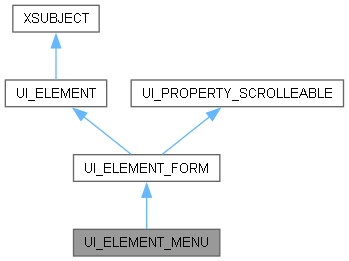 XSUBJECT
UI_ELEMENT
UI_PROPERTY_SCROLLEABLE
UI_ELEMENT_FORM
UI_ELEMENT_MENU